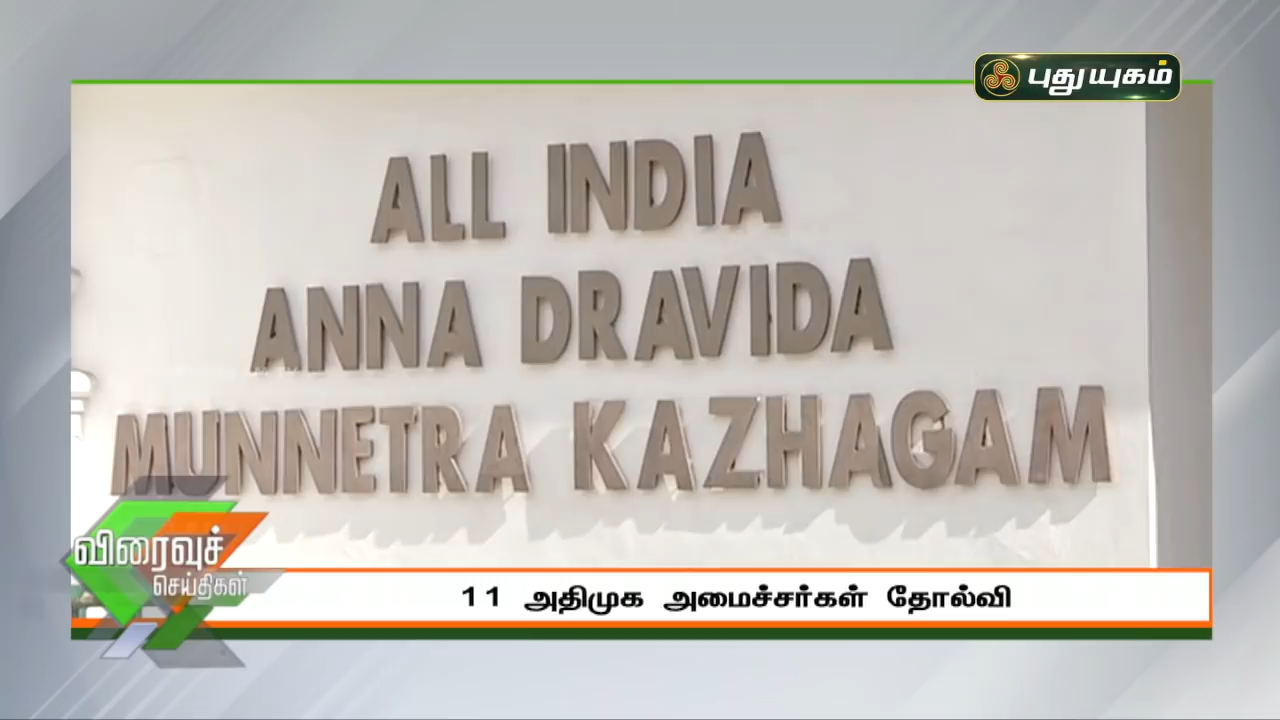 புதுயுகம்
ALL INDIA
ANNA DRAVIDA
MUNNETRA KAZHAGAM
விரைவுச்
செய்திகள்
11 அதிமுக அமைச்சர்கள் தோல்வி